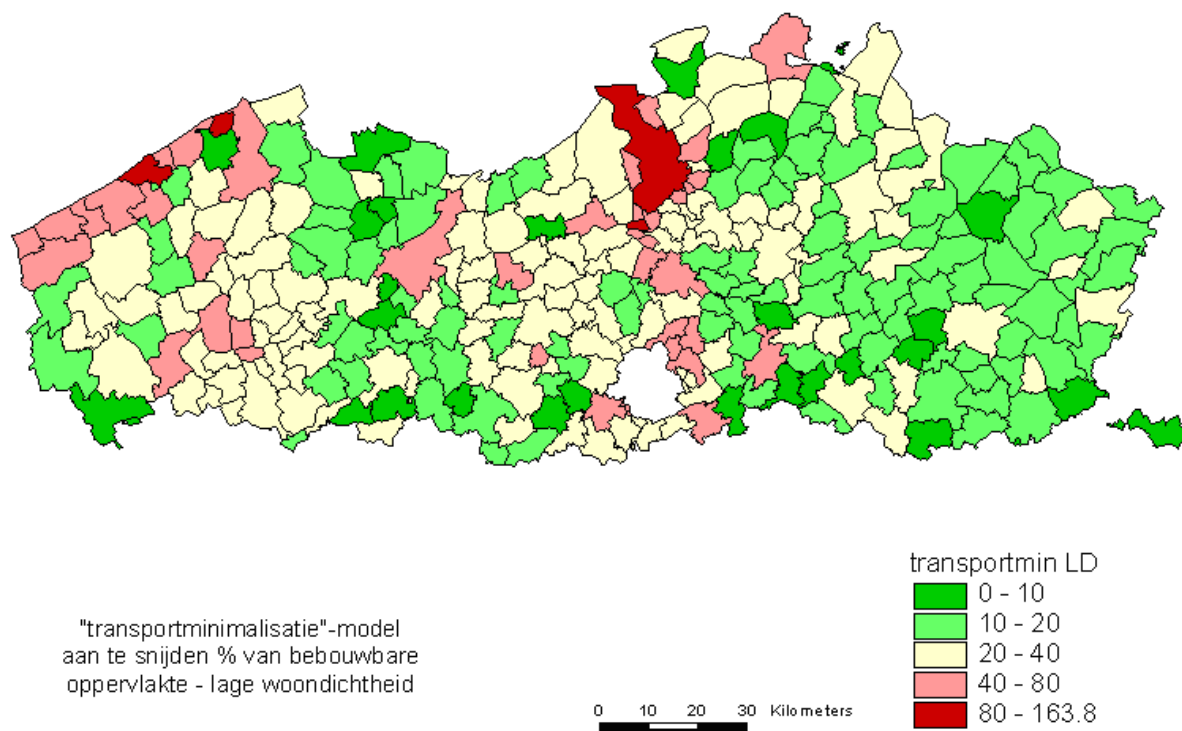 transportmin LD
0 - 10
10 - 20
20 - 40
40 - 80
80 - 163.8
"transportminimalisatie"-model
aan te snijden % van bebouwbare
oppervlakte - lage woondichtheid
0 10 20 30 Kilometers